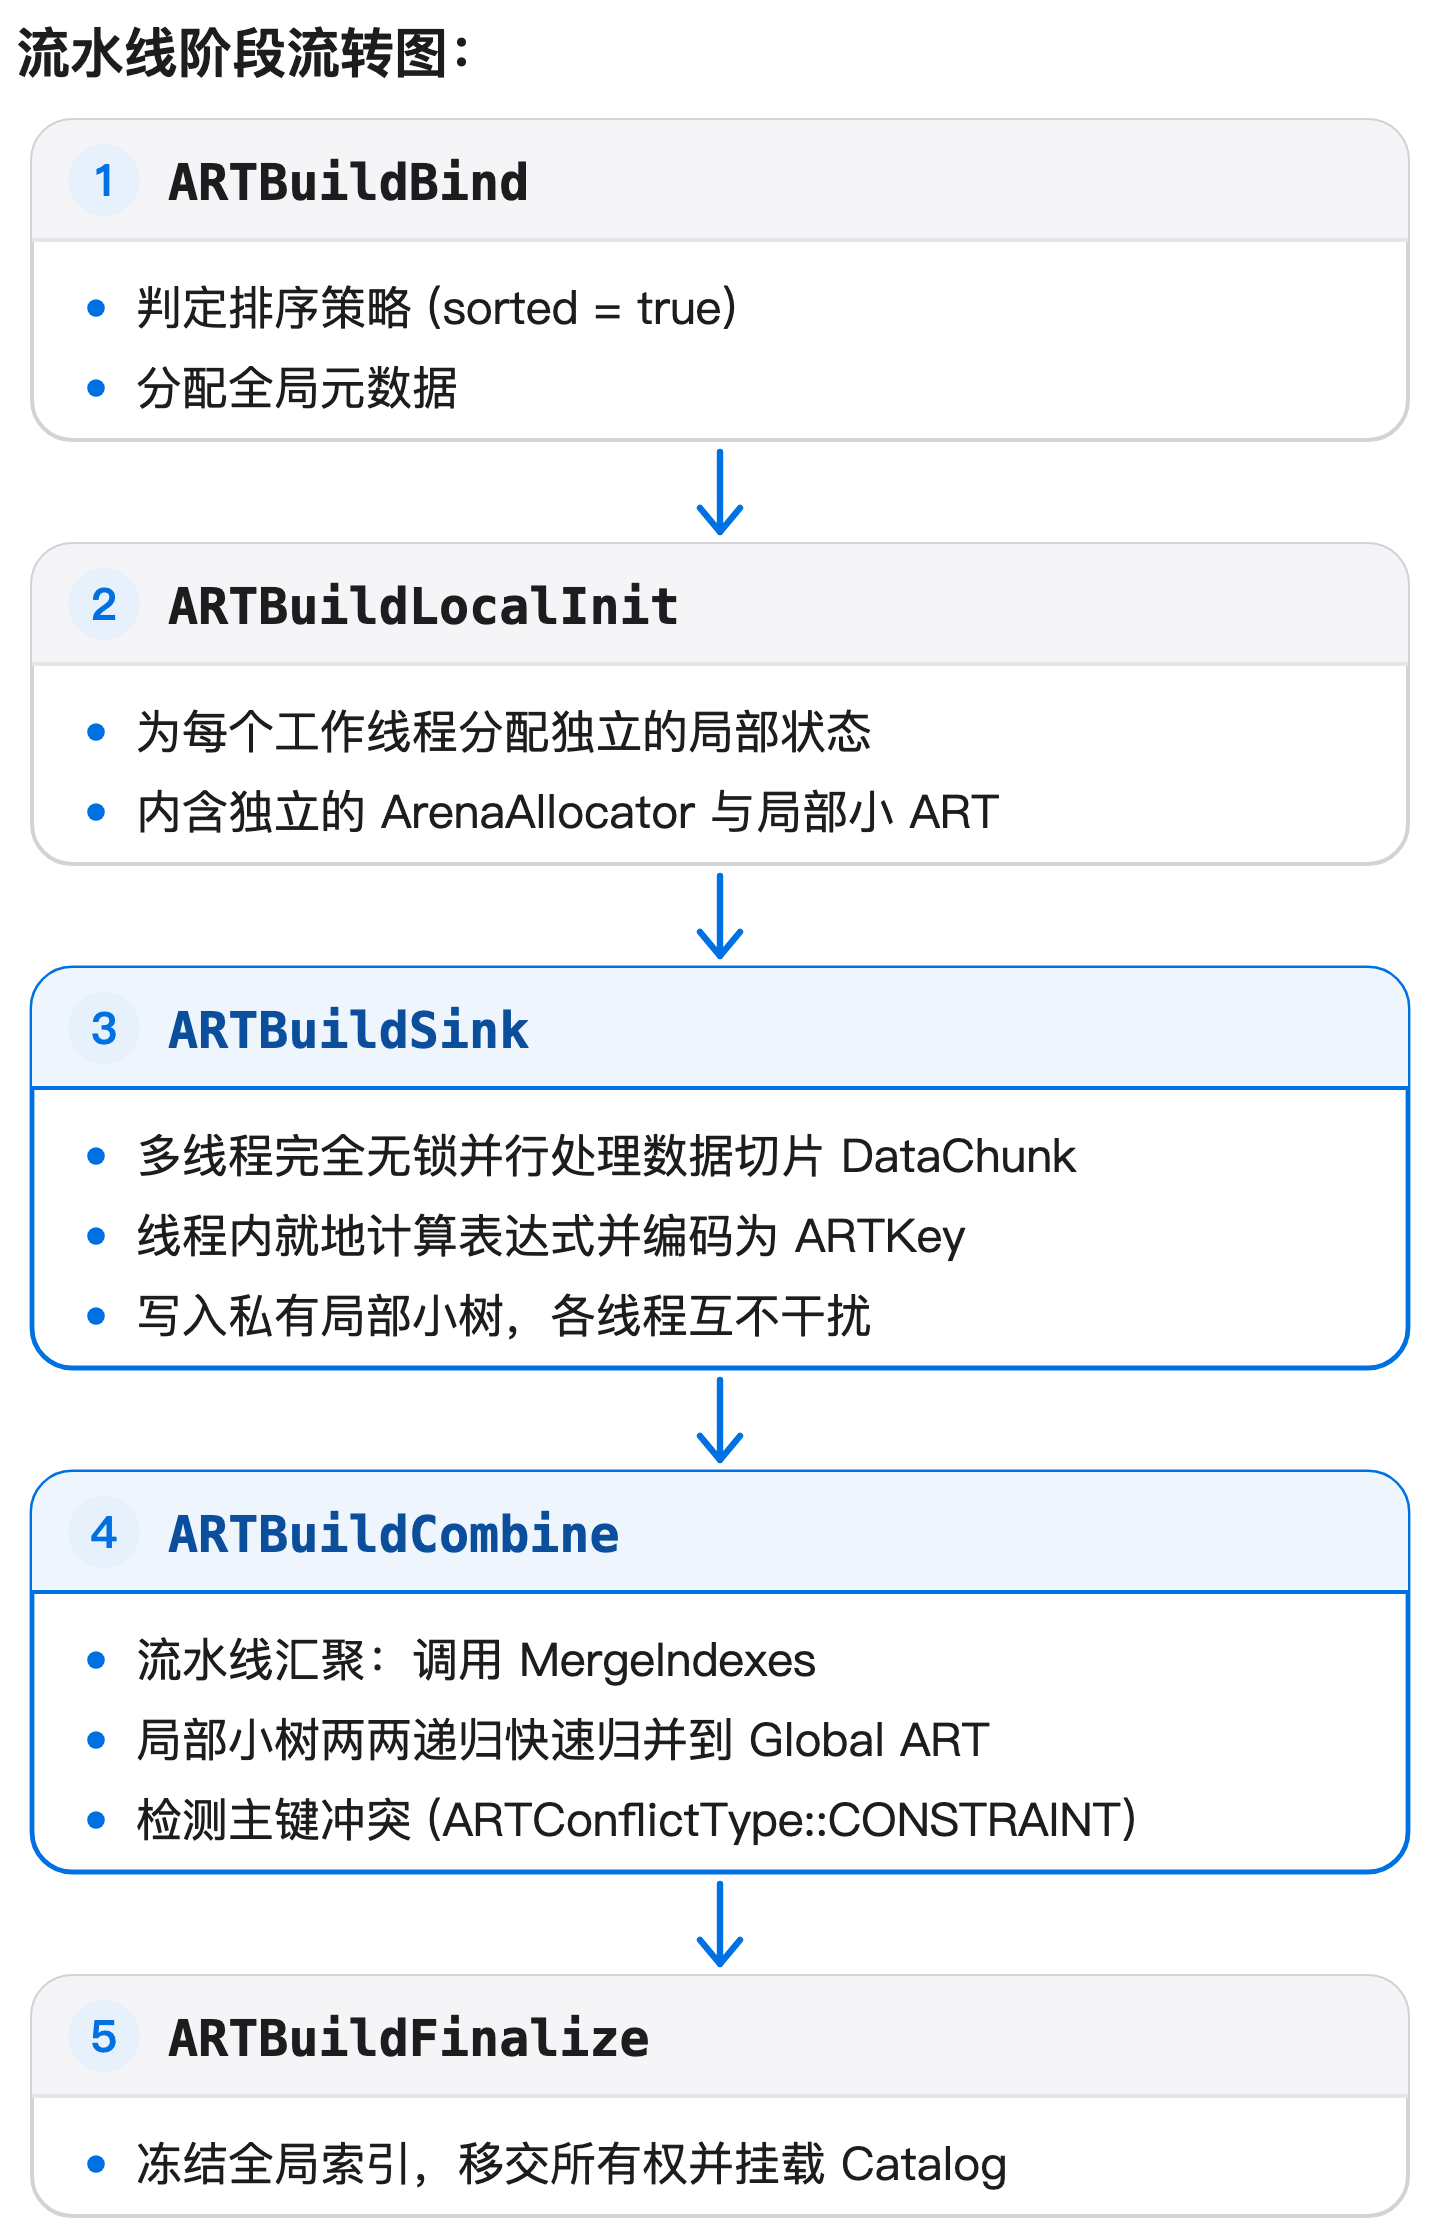 流水线阶段流转图：
1 ARTBuildBind
• 判定排序策略 (sorted = true)
• 分配全局元数据
2 ARTBuildLocalInit
• 为每个工作线程分配独立的局部状态
• 内含独立的 ArenaAllocator 与局部小 ART
3 ARTBuildSink
• 多线程完全无锁并行处理数据切片 DataChunk
• 线程内就地计算表达式并编码为 ARTKey
• 写入私有局部小树，各线程互不干扰
4 ARTBuildCombine
• 流水线汇聚：调用 MergeIndexes
• 局部小树两两递归快速归并到 Global ART
• 检测主键冲突 (ARTConflictType::CONSTRAINT)
5 ARTBuildFinalize
• 冻结全局索引，移交所有权并挂载 Catalog